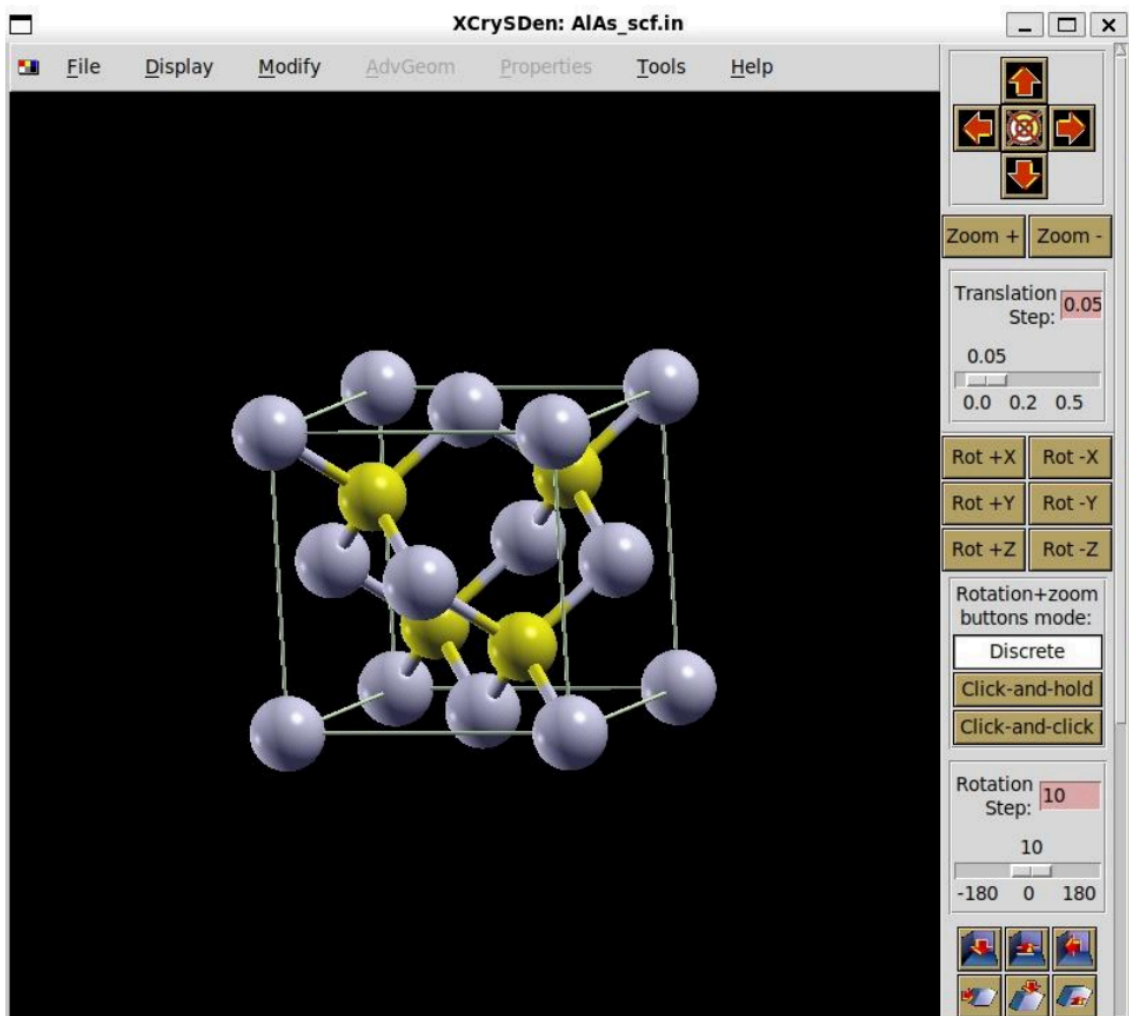 XCrySDen: AlAs_scf.in
File Display Modify AdvGeom Properties Tools Help
Zoom + Zoom -
Translation
Step: 0.05
0.05
0.0 0.2 0.5
Rot +X Rot -X
Rot +Y Rot -Y
Rot +Z Rot -Z
Rotation+zoom
buttons mode:
Discrete
Click-and-hold
Click-and-click
Rotation
Step: 10
10
-180 0 180